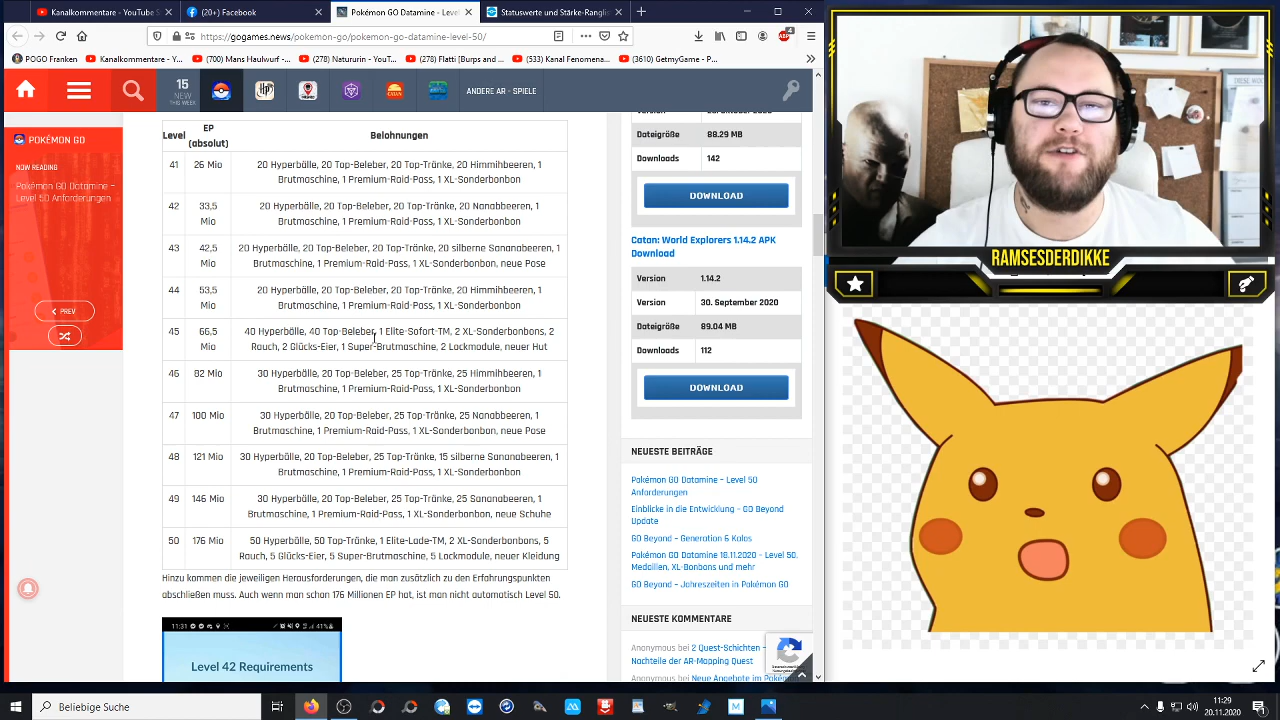 Kanalkommentare - YouTube S
(20+) Facebook
Pokémon GO Datamine – Leve
Statuswerte und Stärke-Ranglis
https://gogames.news/pokemon-go/pokemon-go-datamine-level-50/
POGO Franken
Kanalkommentare - Y...
(700) Mans Haulwurf -...
(278) Naturuin - YouT...
(278) Flatti [Burps and ...
(533) Kanal Fenomena...
(3610) GetmyGame - P...
15
NEW
THIS WEEK
ANDERE AR - SPIELE
POKÉMON GO
NOW READING
Pokémon GO Datamine –
Level 50 Anforderungen
PREV
Level
EP
(absolut)
Belohnungen
41
26 Mio
20 Hyperbälle, 20 Top-Beleber, 20 Top-Tränke, 20 Himmihbeeren, 1
Brutmaschine, 1 Premium-Raid-Pass, 1 XL-Sonderbonbon
42
33,5
Mio
20 Hyperbälle, 20 Top-Beleber, 20 Top-Tränke, 20 Nanabbeeren, 1
Brutmaschine, 1 Premium-Raid-Pass, 1 XL-Sonderbonbon
43
42,5
Mio
20 Hyperbälle, 20 Top-Beleber, 20 Top-Tränke, 20 silberne Sananabeeren, 1
Brutmaschine, 1 Premium-Raid-Pass, 1 XL-Sonderbonbon, neue Pose
44
53,5
Mio
20 Hyperbälle, 20 Top-Beleber, 20 Top-Tränke, 20 Himmihbeeren, 1
Brutmaschine, 1 Premium-Raid-Pass, 1 XL-Sonderbonbon
45
66,5
Mio
40 Hyperbälle, 40 Top-Beleber, 1 Elite-Sofort-TM, 2 XL-Sonderbonbons, 2
Rauch, 2 Glücks-Eier, 1 Super-Brutmaschine, 2 Lockmodule, neuer Hut
46
82 Mio
30 Hyperbälle, 20 Top-Beleber, 25 Top-Tränke, 25 Himmihbeeren, 1
Brutmaschine, 1 Premium-Raid-Pass, 1 XL-Sonderbonbon
47
100 Mio
30 Hyperbälle, 20 Top-Beleber, 25 Top-Tränke, 25 Nanabbeeren, 1
Brutmaschine, 1 Premium-Raid-Pass, 1 XL-Sonderbonbon, neue Pose
48
121 Mio
30 Hyperbälle, 20 Top-Beleber, 25 Top-Tränke, 15 silberne Sananabeeren, 1
Brutmaschine, 1 Premium-Raid-Pass, 1 XL-Sonderbonbon
49
146 Mio
30 Hyperbälle, 20 Top-Beleber, 25 Top-Tränke, 25 Sananabeeren, 1
Brutmaschine, 1 Premium-Raid-Pass, 1 XL-Sonderbonbon, neue Schuhe
50
176 Mio
50 Hyperbälle, 50 Top-Tränke, 1 Elite-Lade-TM, 2 XL-Sonderbonbons, 5
Rauch, 5 Glücks-Eier, 5 Super-Brutmaschine, 5 Lockmodule, neuer Kleidung
Hinzu kommen die jeweiligen Herausforderungen, die man zusätzlich zu den Erfahrungspunkten
abschließen muss. Auch wenn man schon 176 Millionen EP hat, ist man nicht automatisch Level 50.
11:31
41%
Level 42 Requirements
Dateigröße
88.29 MB
Downloads
142
DOWNLOAD
Catan: World Explorers 1.14.2 APK
Download
Version
1.14.2
Version
30. September 2020
Dateigröße
89.04 MB
Downloads
112
DOWNLOAD
NEUESTE BEITRÄGE
Pokémon GO Datamine – Level 50
Anforderungen
Einblicke in die Entwicklung – GO Beyond
Update
GO Beyond – Generation 6 Kalos
Pokémon GO Datamine 18.11.2020 – Level 50,
Medaillen, XL-Bonbons und mehr
GO Beyond – Jahreszeiten in Pokémon GO
NEUESTE KOMMENTARE
Anonymous bei 2 Quest-Schichten –
Nachteile der AR-Mapping Quest
Anonymous bei Neue Angebote im Pokém
RAMSESDERDIKKE
Suchbegriff hier eingeben
11:29
20.11.2020